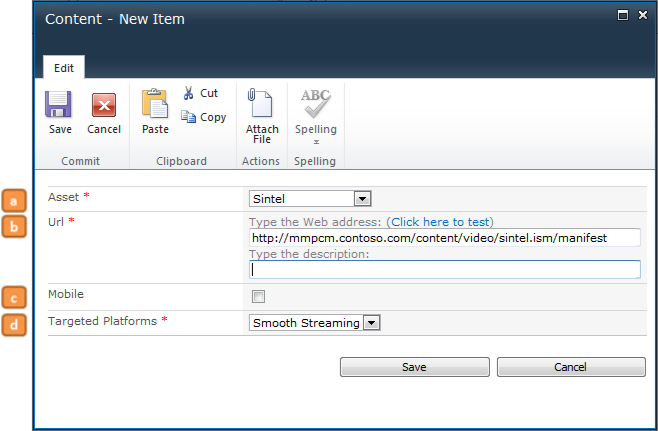 Content - New Item
Edit
Save
Cancel
Paste
Cut
Copy
Attach
File
ABC
Spelling
Commit
Clipboard
Actions
Spelling
a
Asset *
Sintel
b
Url *
Type the Web address: (Click here to test)
http://mmpcm.contoso.com/content/video/sintel.ism/manifest
Type the description:
c
Mobile
d
Targeted Platforms *
Smooth Streaming
Save
Cancel